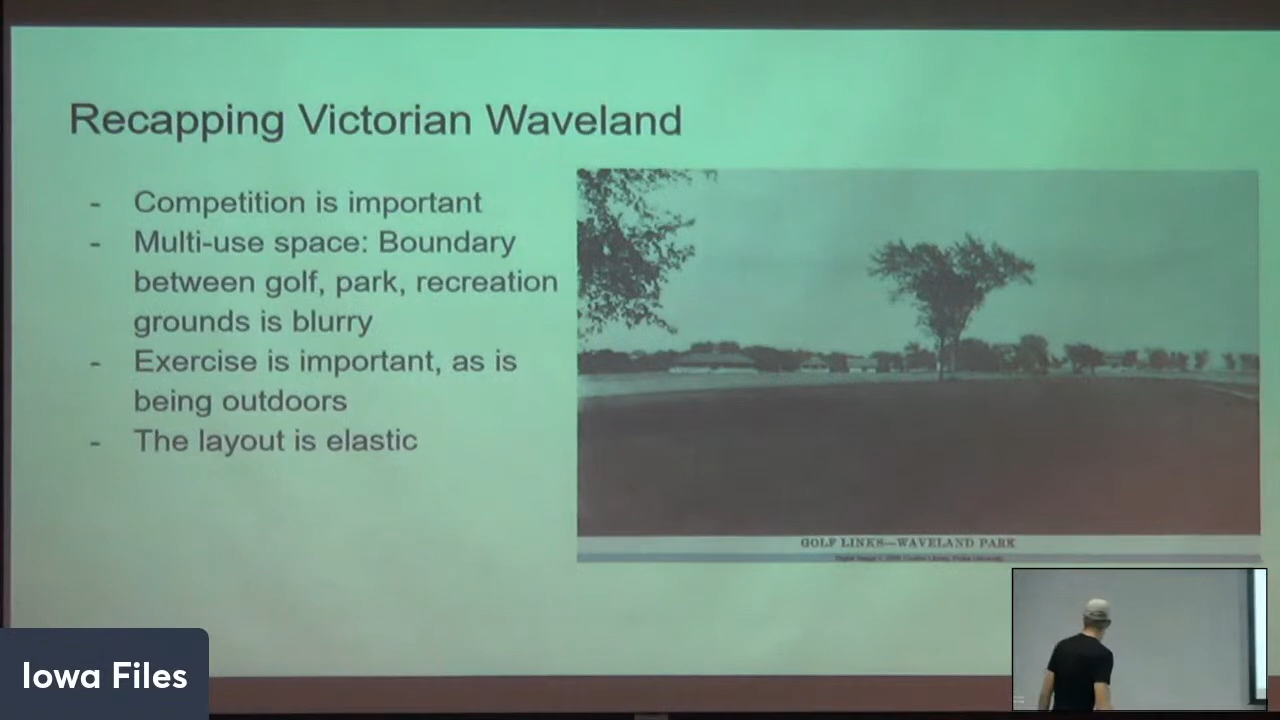 Recapping Victorian Waveland
- Competition is important
- Multi-use space: Boundary
between golf, park, recreation
grounds is blurry
- Exercise is important, as is
being outdoors
- The layout is elastic
GOLF LINKS—WAVELAND PARK
Iowa Files